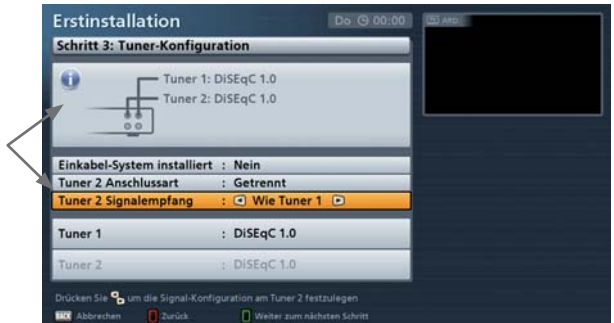 Erstinstallation
Do 00:00
ARD
Schritt 3: Tuner-Konfiguration
Tuner 1: DiSEqC 1.0
Tuner 2: DiSEqC 1.0
Einkabel-System installiert : Nein
Tuner 2 Anschlussart : Getrennt
Tuner 2 Signalempfang : Wie Tuner 1
Tuner 1 : DiSEqC 1.0
Tuner 2 : DiSEqC 1.0
Drücken Sie um die Signal-Konfiguration am Tuner 2 festzulegen
BACK Abbrechen Zurück Weiter zum nächsten Schritt